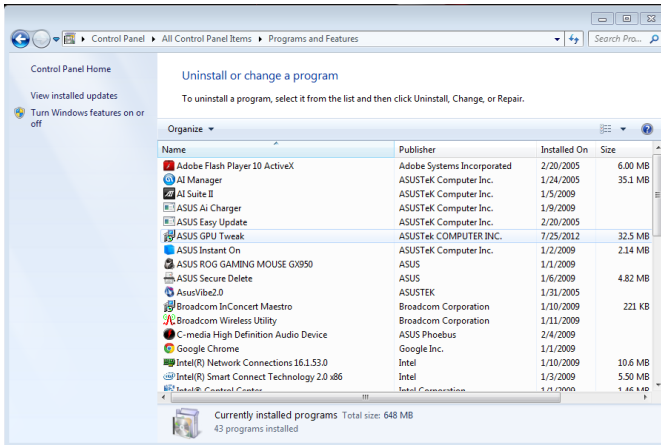 Control Panel All Control Panel Items Programs and Features
Search Pro...
Control Panel Home
View installed updates
Turn Windows features on or
off
Uninstall or change a program
To uninstall a program, select it from the list and then click Uninstall, Change, or Repair.
Organize
Name Publisher Installed On Size
Adobe Flash Player 10 ActiveX Adobe Systems Incorporated 2/20/2005 6.00 MB
AI Manager ASUSTeK Computer Inc. 1/24/2005 35.1 MB
AI Suite II ASUSTeK Computer Inc. 1/5/2009
ASUS Ai Charger ASUSTeK Computer Inc. 1/9/2009
ASUS Easy Update ASUSTeK Computer Inc. 2/20/2005
ASUS GPU Tweak ASUSTek COMPUTER INC. 7/25/2012 32.5 MB
ASUS Instant On ASUSTeK Computer Inc. 1/2/2009 2.14 MB
ASUS ROG GAMING MOUSE GX950 ASUS 1/1/2009
ASUS Secure Delete ASUS 1/6/2009 4.82 MB
AsusVibe2.0 ASUSTEK 1/31/2005
Broadcom InConcert Maestro Broadcom Corporation 1/10/2009 221 KB
Broadcom Wireless Utility Broadcom Corporation 1/11/2009
C-media High Definition Audio Device ASUS Phoebus 2/4/2009
Google Chrome Google Inc. 1/1/2009
Intel(R) Network Connections 16.1.53.0 Intel 1/10/2009 10.6 MB
Intel(R) Smart Connect Technology 2.0 x86 Intel 1/3/2009 5.50 MB
Intel® Control Center Intel Corporation 1/1/2009 1.46 MB
Currently installed programs Total size: 648 MB
43 programs installed